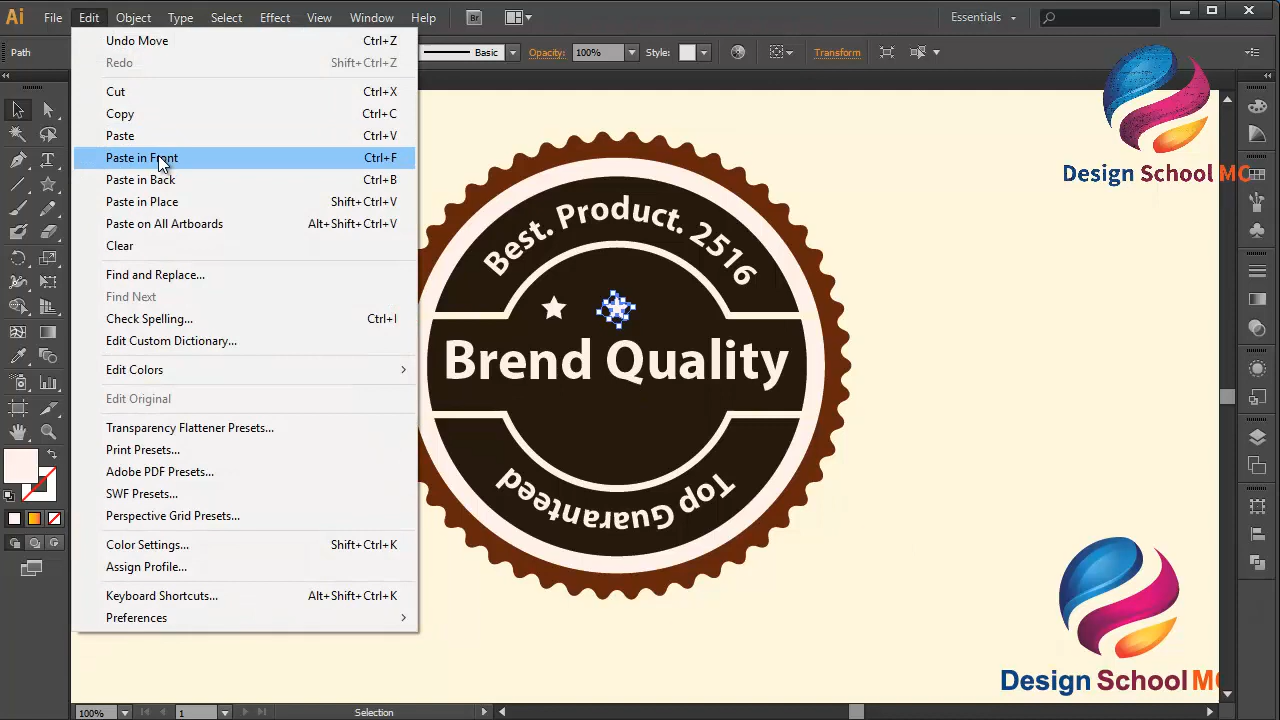 Ai File Edit Object Type Select Effect View Window Help Br Essentials
Path Basic Opacity: 100% Style: Transform
Undo Move Ctrl+Z
Redo Shift+Ctrl+Z
Cut Ctrl+X
Copy Ctrl+C
Paste Ctrl+V
Paste in Front Ctrl+F
Paste in Back Ctrl+B
Paste in Place Shift+Ctrl+V
Paste on All Artboards Alt+Shift+Ctrl+V
Clear
Find and Replace...
Find Next
Check Spelling... Ctrl+I
Edit Custom Dictionary...
Edit Colors
Edit Original
Transparency Flattener Presets...
Print Presets...
Adobe PDF Presets...
SWF Presets...
Perspective Grid Presets...
Color Settings... Shift+Ctrl+K
Assign Profile...
Keyboard Shortcuts... Alt+Shift+Ctrl+K
Preferences
Best. Product. 2516
Brend Quality
Top Guaranteed
Design School MC
Design School MC
100% 1 Selection